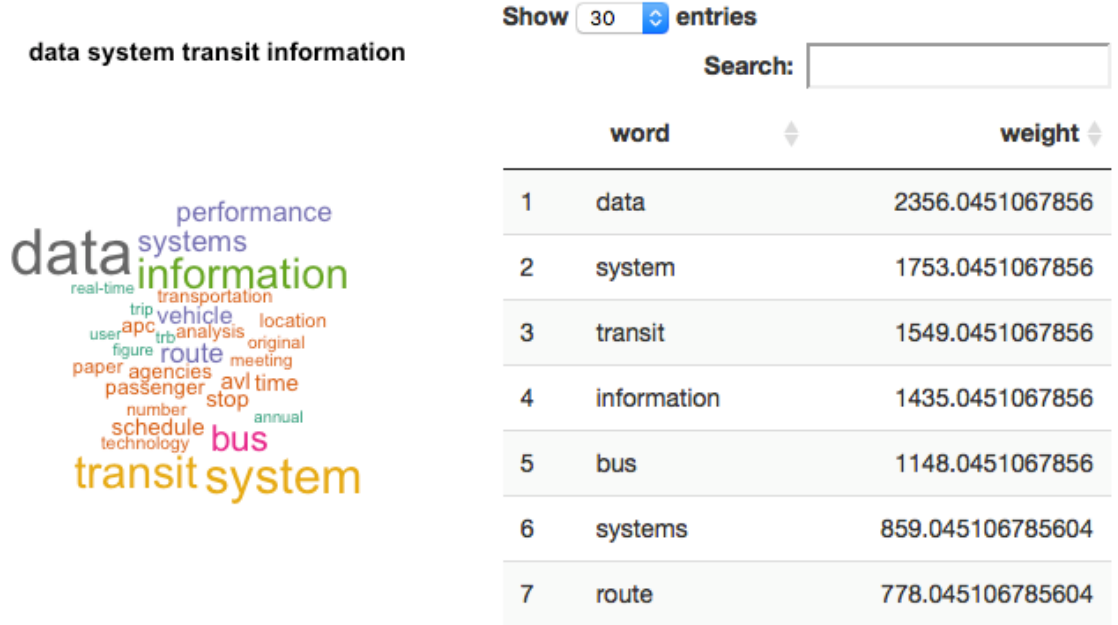 data system transit information
performance
data
systems
information
real-time
transportation
trip
vehicle
location
user
apc
trb
analysis
original
figure
route
meeting
paper
agencies
avl
time
passenger
stop
number
annual
schedule
technology
bus
transit
system
Show 30 entries
Search:
word weight
1 data 2356.0451067856
2 system 1753.0451067856
3 transit 1549.0451067856
4 information 1435.0451067856
5 bus 1148.0451067856
6 systems 859.045106785604
7 route 778.045106785604